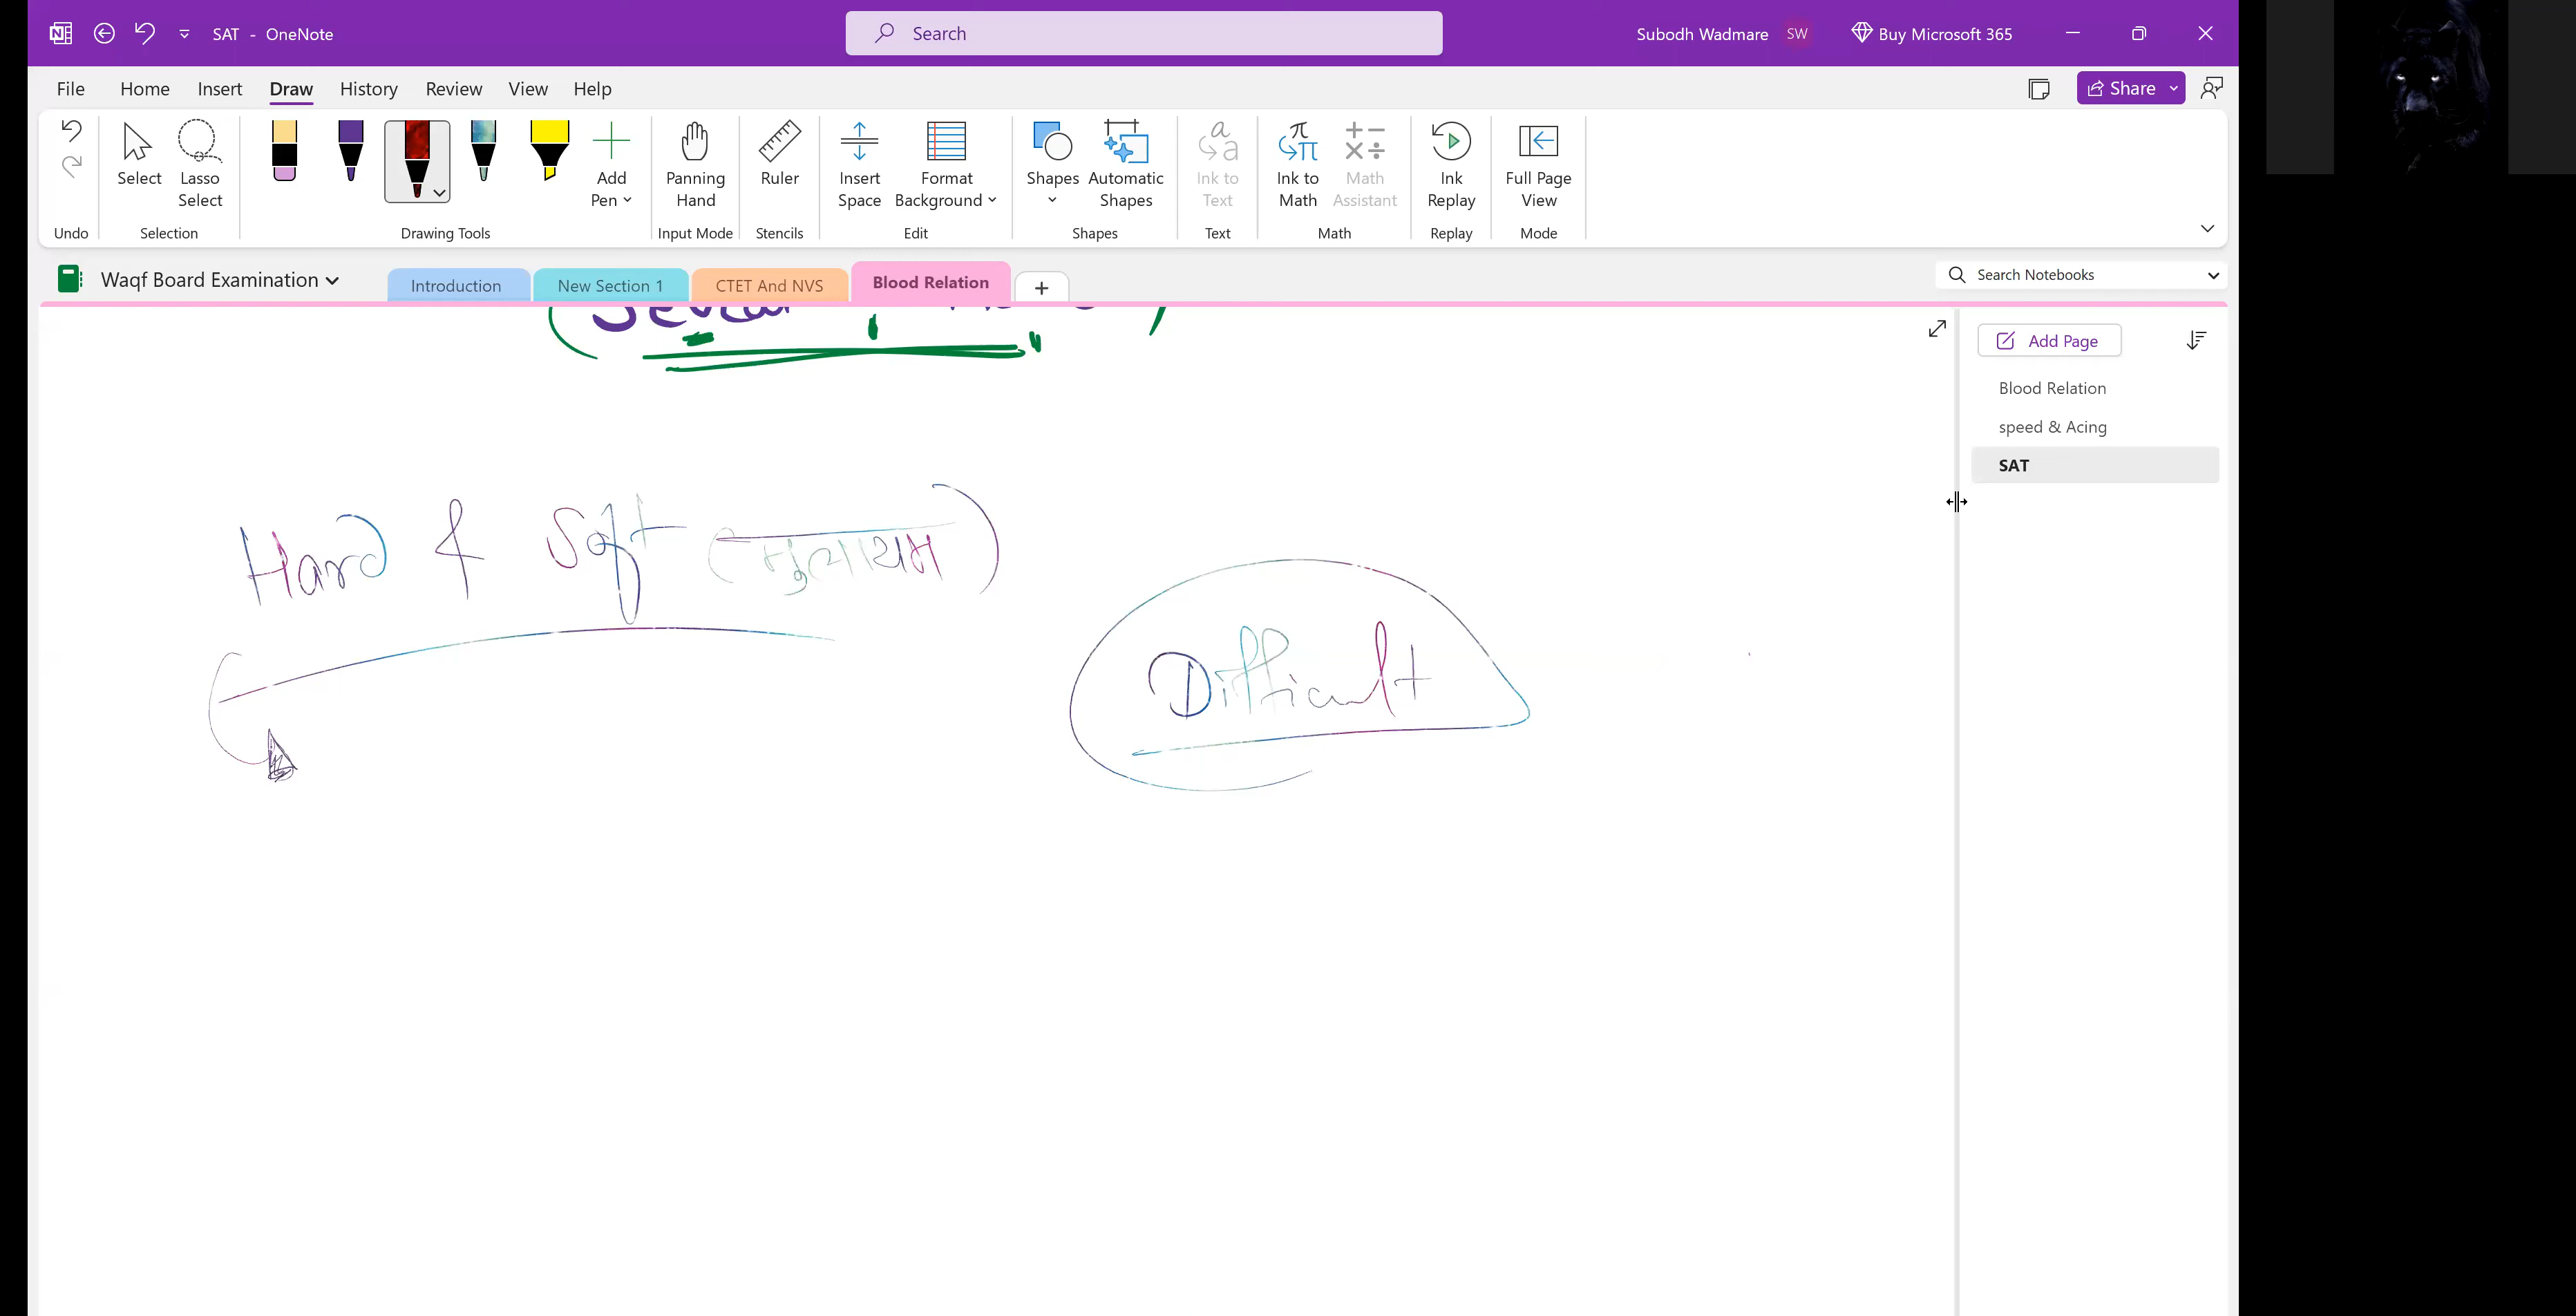 SAT - OneNote
Search
Subodh Wadmare SW
Buy Microsoft 365
File Home Insert Draw History Review View Help
Share
Select
Lasso Select
Add Pen
Panning Hand
Ruler
Insert Space
Format Background
Shapes
Automatic Shapes
Ink to Text
Ink to Math
Math Assistant
Ink Replay
Full Page View
Undo Selection Drawing Tools Input Mode Stencils Edit Shapes Text Math Replay Mode
Waqf Board Examination
Introduction New Section 1 CTET And NVS Blood Relation +
Search Notebooks
Add Page
Blood Relation
speed & Acing
SAT
Hard & Soft (मुलायम)
Difficult